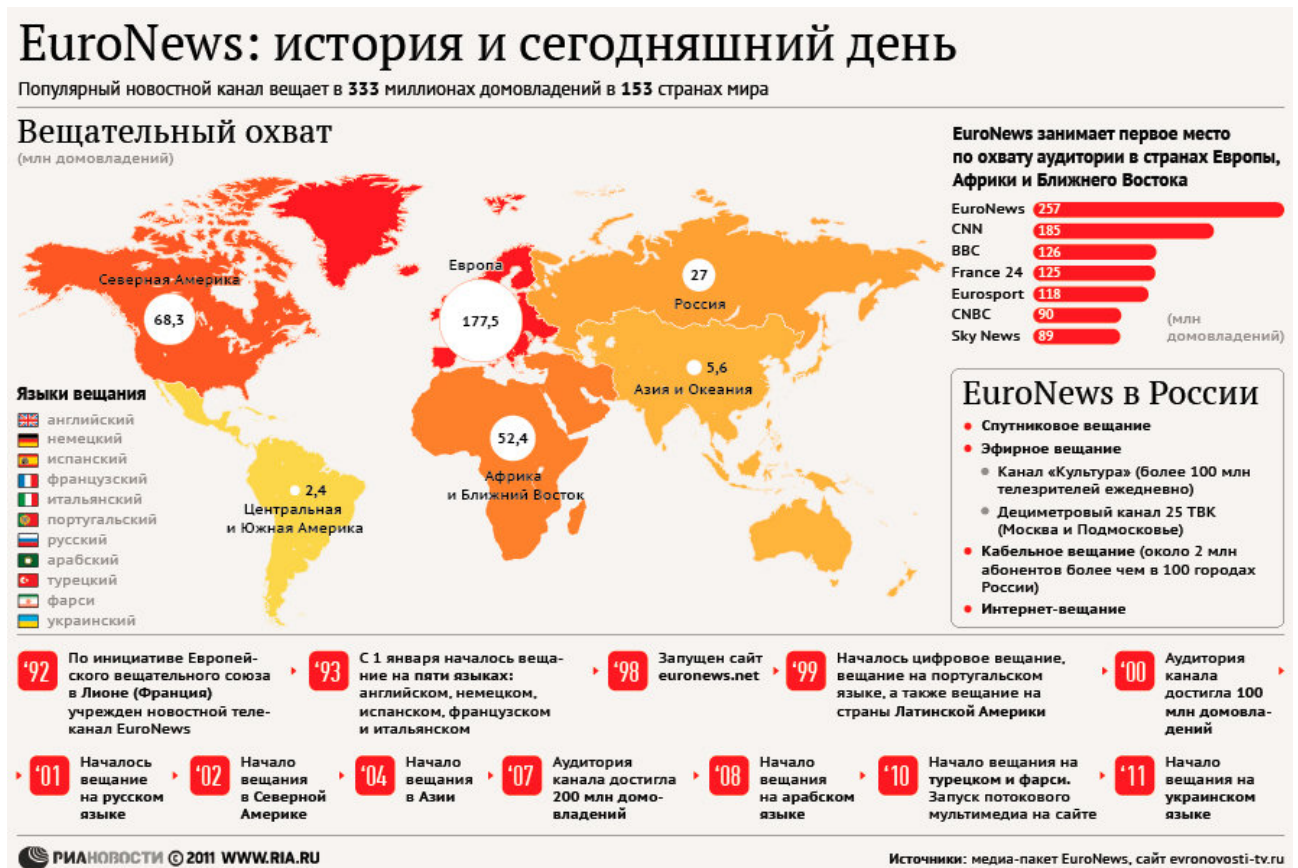 EuroNews: история и сегодняшний день
Популярный новостной канал вещает в 333 миллионах домовладений в 153 странах мира
Вещательный охват
(млн домовладений)
Северная Америка
68,3
Европа
177,5
27
Россия
5,6
Азия и Океания
52,4
Африка
и Ближний Восток
2,4
Центральная
и Южная Америка
Языки вещания
английский
немецкий
испанский
французский
итальянский
португальский
русский
арабский
турецкий
фарси
украинский
EuroNews занимает первое место
по охвату аудитории в странах Европы,
Африки и Ближнего Востока
EuroNews 257
CNN 185
BBC 126
France 24 125
Eurosport 118
CNBC 90
Sky News 89
(млн
домовладений)
EuroNews в России
Спутниковое вещание
Эфирное вещание
Канал «Культура» (более 100 млн
телезрителей ежедневно)
Дециметровый канал 25 ТВК
(Москва и Подмосковье)
Кабельное вещание (около 2 млн
абонентов более чем в 100 городах
России)
Интернет-вещание
‘92
По инициативе Европей-
ского вещательного союза
в Лионе (Франция)
учрежден новостной теле-
канал EuroNews
‘93
С 1 января началось веща-
ние на пяти языках:
английском, немецком,
испанском, французском
и итальянском
‘98
Запущен сайт
euronews.net
‘99
Началось цифровое вещание,
вещание на португальском
языке, а также вещание на
страны Латинской Америки
‘00
Аудитория
канала
достигла 100
млн домовла-
дений
‘01
Началось
вещание
на русском
языке
‘02
Начало
вещания
в Северной
Америке
‘04
Начало
вещания
в Азии
‘07
Аудитория
канала достигла
200 млн домо-
владений
‘08
Начало
вещания
на арабском
языке
‘10
Начало вещания на
турецком и фарси.
Запуск потокового
мультимедиа на сайте
‘11
Начало
вещания на
украинском
языке
РИАНОВОСТИ © 2011 WWW.RIA.RU
Источники: медиа-пакет EuroNews, сайт evronovosti-tv.ru